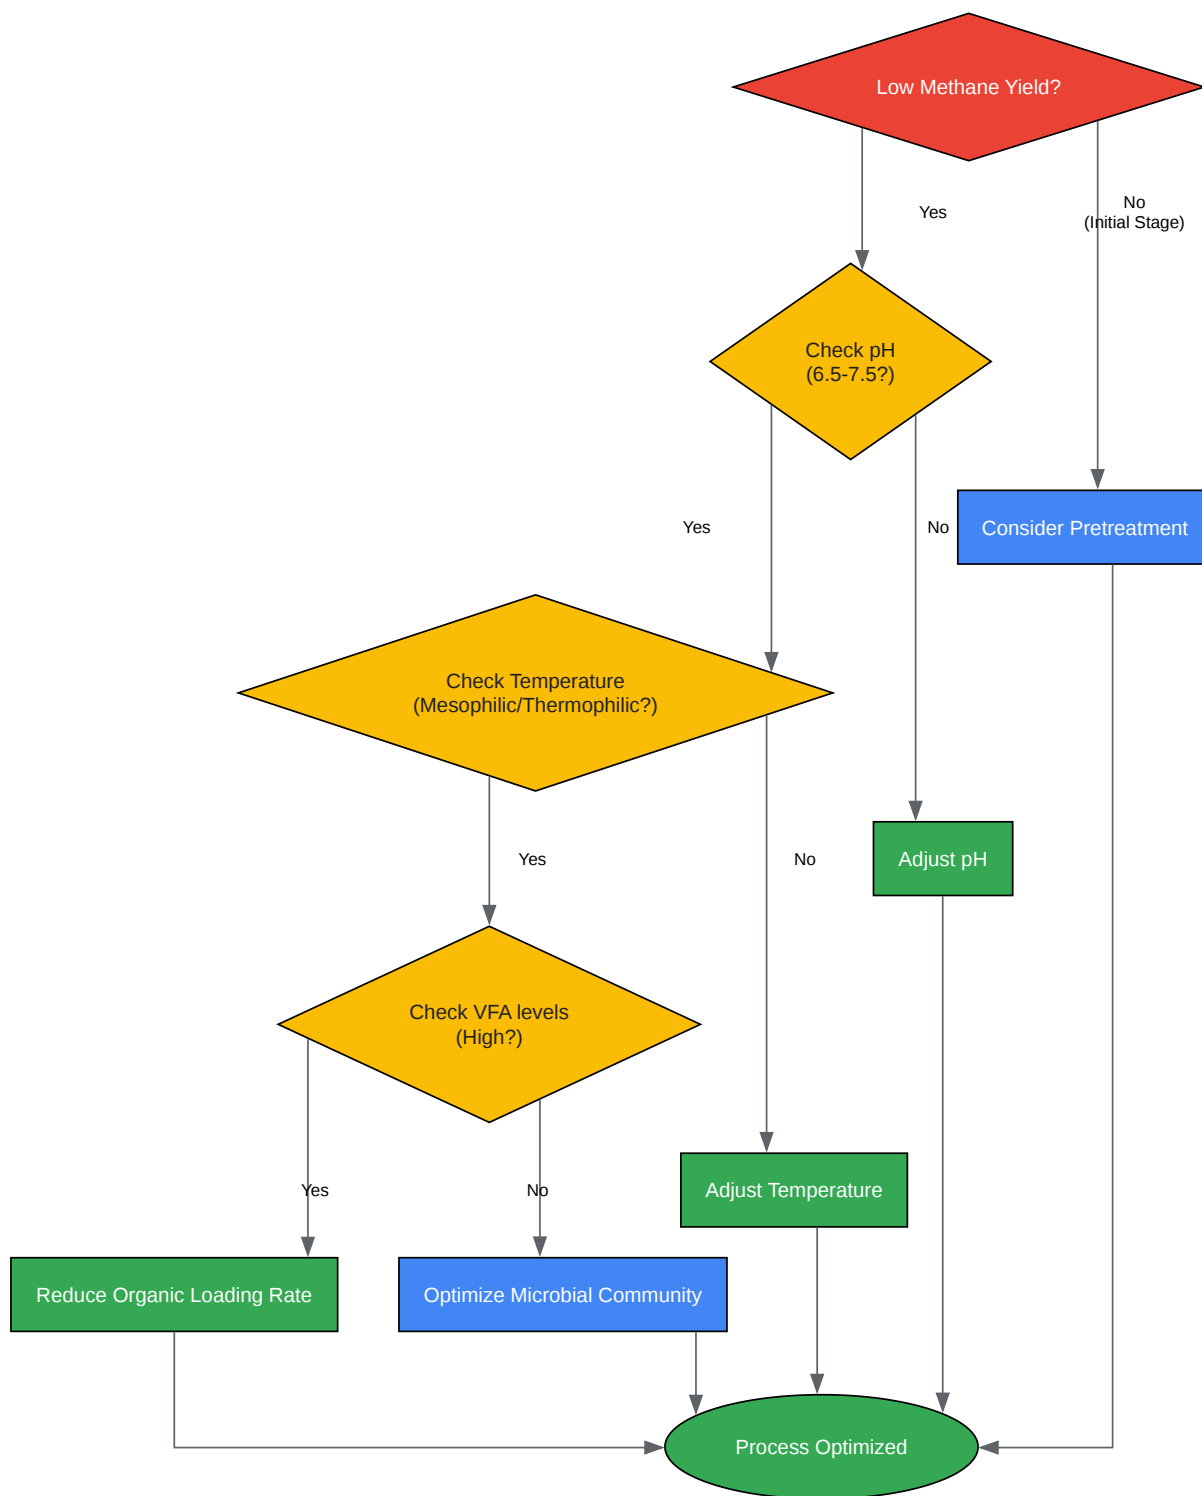 Low Methane Yield?
Yes
No
(Initial Stage)
Check pH
(6.5-7.5?)
Yes
No
Consider Pretreatment
Check Temperature
(Mesophilic/Thermophilic?)
Yes
No
Adjust pH
Check VFA levels
(High?)
Yes
No
Adjust Temperature
Reduce Organic Loading Rate
Optimize Microbial Community
Process Optimized